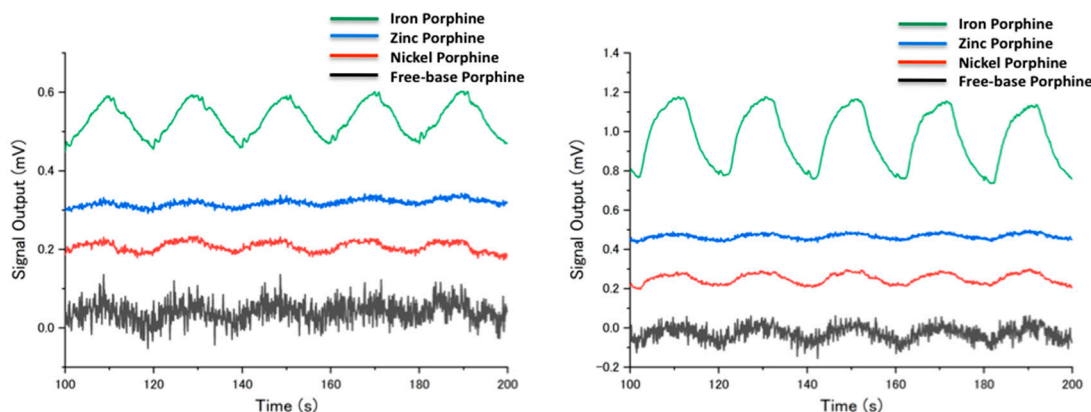 Iron Porphine
Zinc Porphine
Nickel Porphine
Free-base Porphine
0.6
0.4
0.2
0.0
Signal Output (mV)
100 120 140 160 180 200
Time (s)
Iron Porphine
Zinc Porphine
Nickel Porphine
Free-base Porphine
1.4
1.2
1.0
0.8
0.6
0.4
0.2
0.0
-0.2
Signal Output (mV)
100 120 140 160 180 200
Time (s)